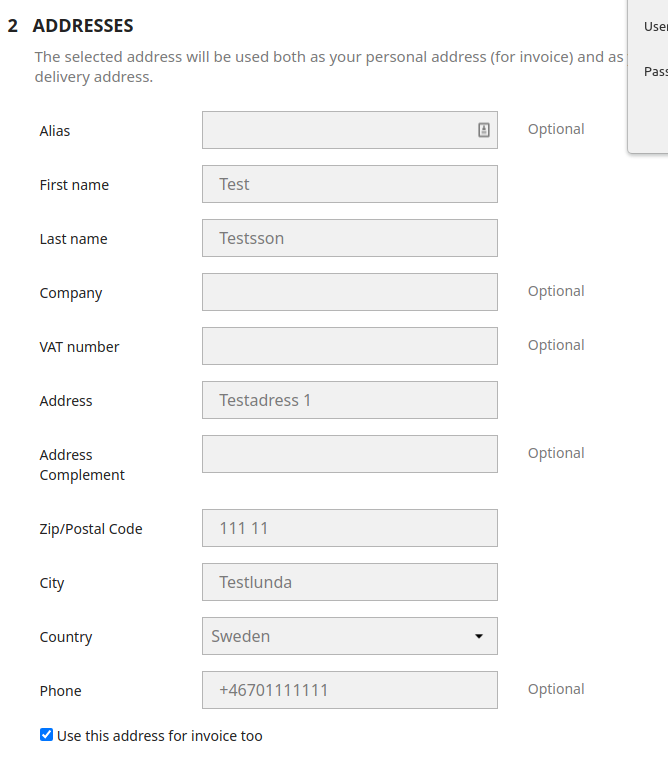 2 ADDRESSES
The selected address will be used both as your personal address (for invoice) and as
delivery address.
Alias Optional
First name Test
Last name Testsson
Company Optional
VAT number Optional
Address Testadress 1
Address
Complement Optional
Zip/Postal Code 111 11
City Testlunda
Country Sweden
Phone +46701111111 Optional
Use this address for invoice too